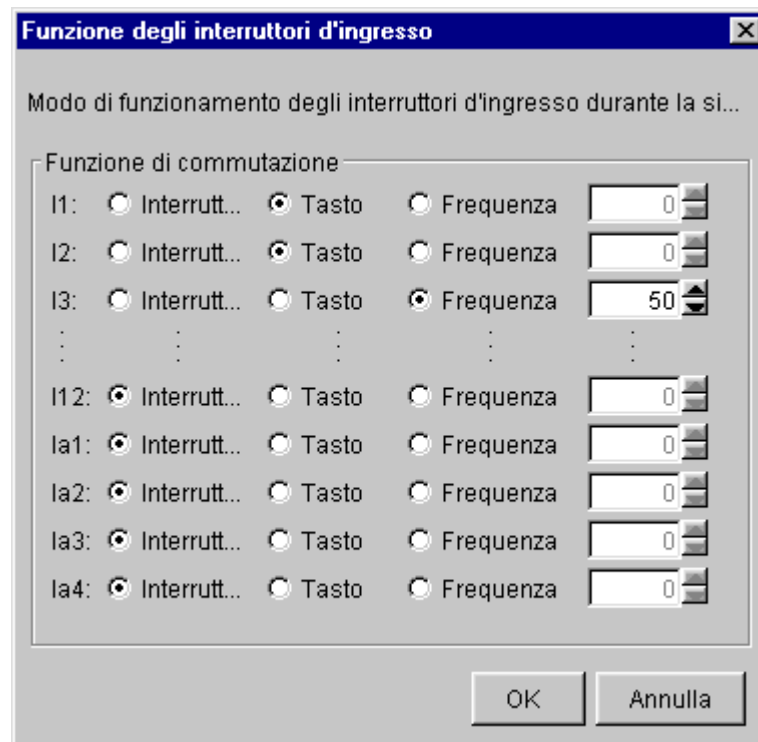 Funzione degli interruttori d'ingresso
Modo di funzionamento degli interruttori d'ingresso durante la si...
Funzione di commutazione
I1: Interrutt... Tasto Frequenza 0
I2: Interrutt... Tasto Frequenza 0
I3: Interrutt... Tasto Frequenza 50
I12: Interrutt... Tasto Frequenza 0
Ia1: Interrutt... Tasto Frequenza 0
Ia2: Interrutt... Tasto Frequenza 0
Ia3: Interrutt... Tasto Frequenza 0
Ia4: Interrutt... Tasto Frequenza 0
OK Annulla